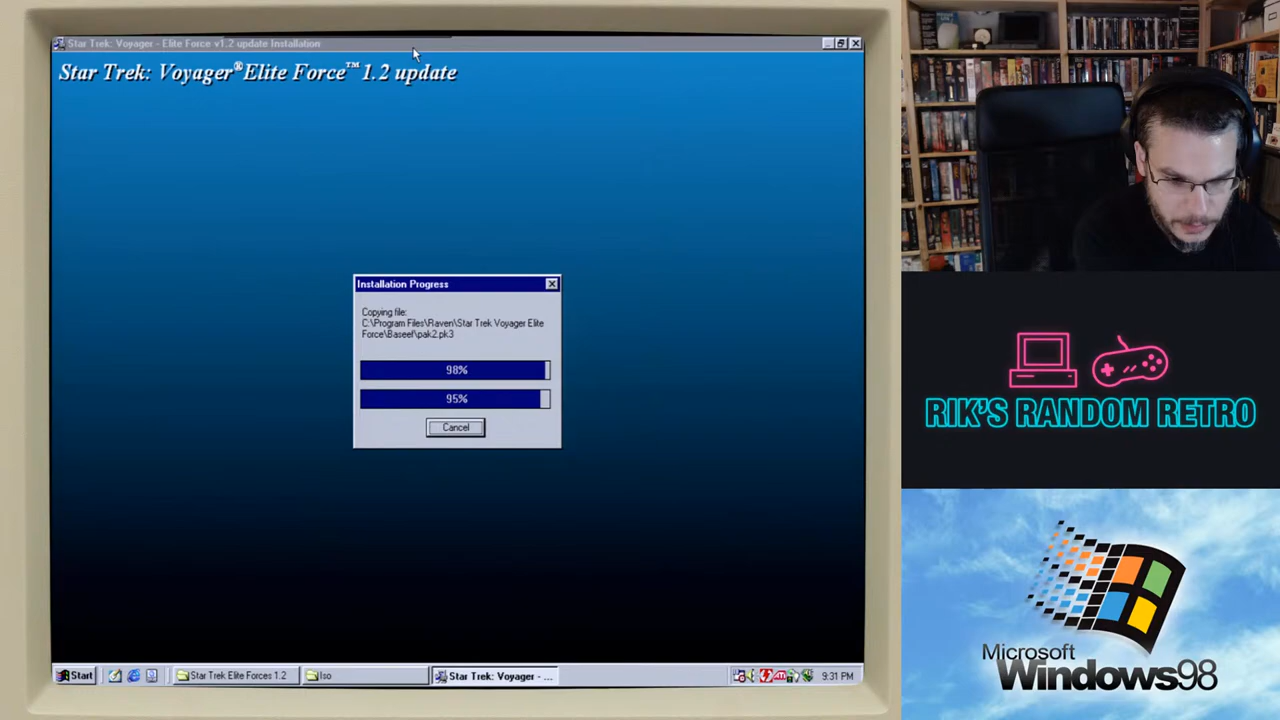 Star Trek: Voyager - Elite Force v1.2 update Installation
Star Trek: Voyager®Elite Force™1.2 update
Installation Progress
Copying file:
C:\Program Files\Raven\Star Trek Voyager Elite
Force\Baseef\pak2.pk3
98%
95%
Cancel
Start
Star Trek Elite Forces 1.2
Iso
Star Trek: Voyager - ...
9:31 PM
RIK'S RANDOM RETRO
Microsoft
Windows98